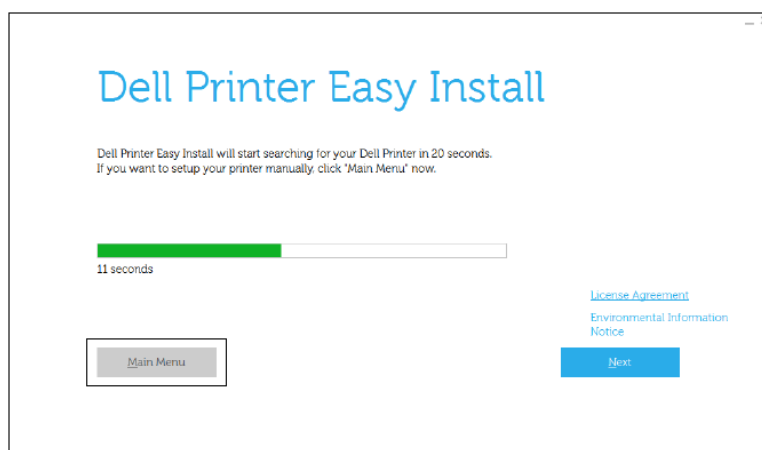 Dell Printer Easy Install
Dell Printer Easy Install will start searching for your Dell Printer in 20 seconds.
If you want to setup your printer manually, click "Main Menu" now.
11 seconds
License Agreement
Environmental Information
Notice
Main Menu
Next